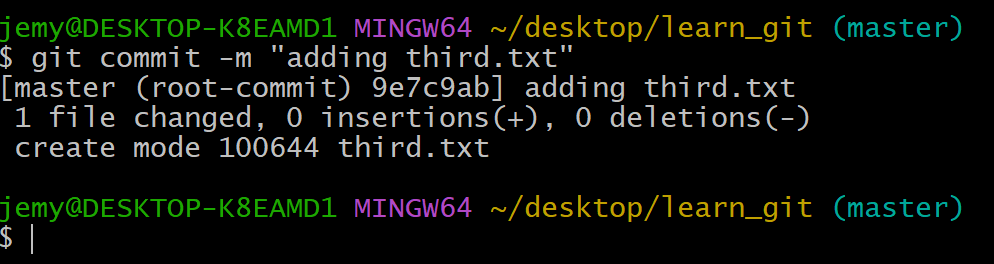 jemy@DESKTOP-K8EAMD1 MINGW64 ~/desktop/learn_git (master)
$ git commit -m "adding third.txt"
[master (root-commit) 9e7c9ab] adding third.txt
 1 file changed, 0 insertions(+), 0 deletions(-)
 create mode 100644 third.txt

jemy@DESKTOP-K8EAMD1 MINGW64 ~/desktop/learn_git (master)
$